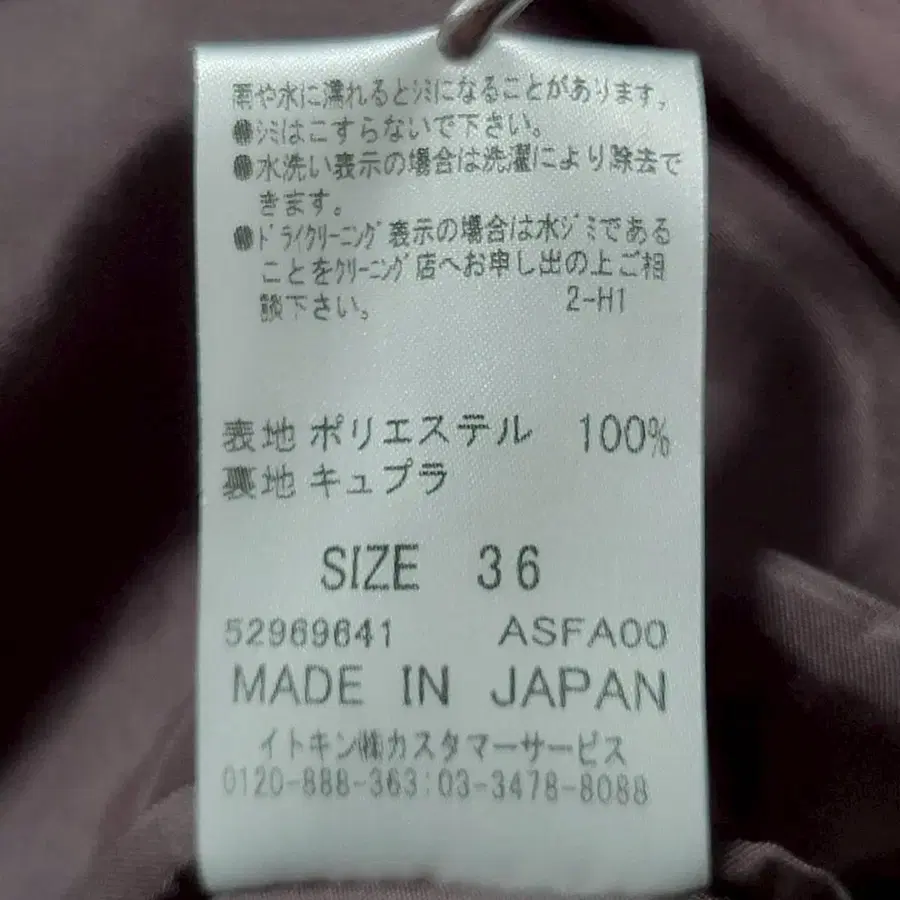 雨や水に濡れるとシミになることがあります。
●シミはこすらないで下さい。
●水洗い表示の場合は洗濯により除去で
きます。
●ドライクリーニング表示の場合は水ジミである
ことをクリーニング店へお申し出の上ご相
談下さい。 2-H1
表地 ポリエステル 100%
裏地 キュプラ
SIZE 36
52969641 ASFA00
MADE IN JAPAN
イトキン㈱カスタマーサービス
0120-888-363:03-3478-8088